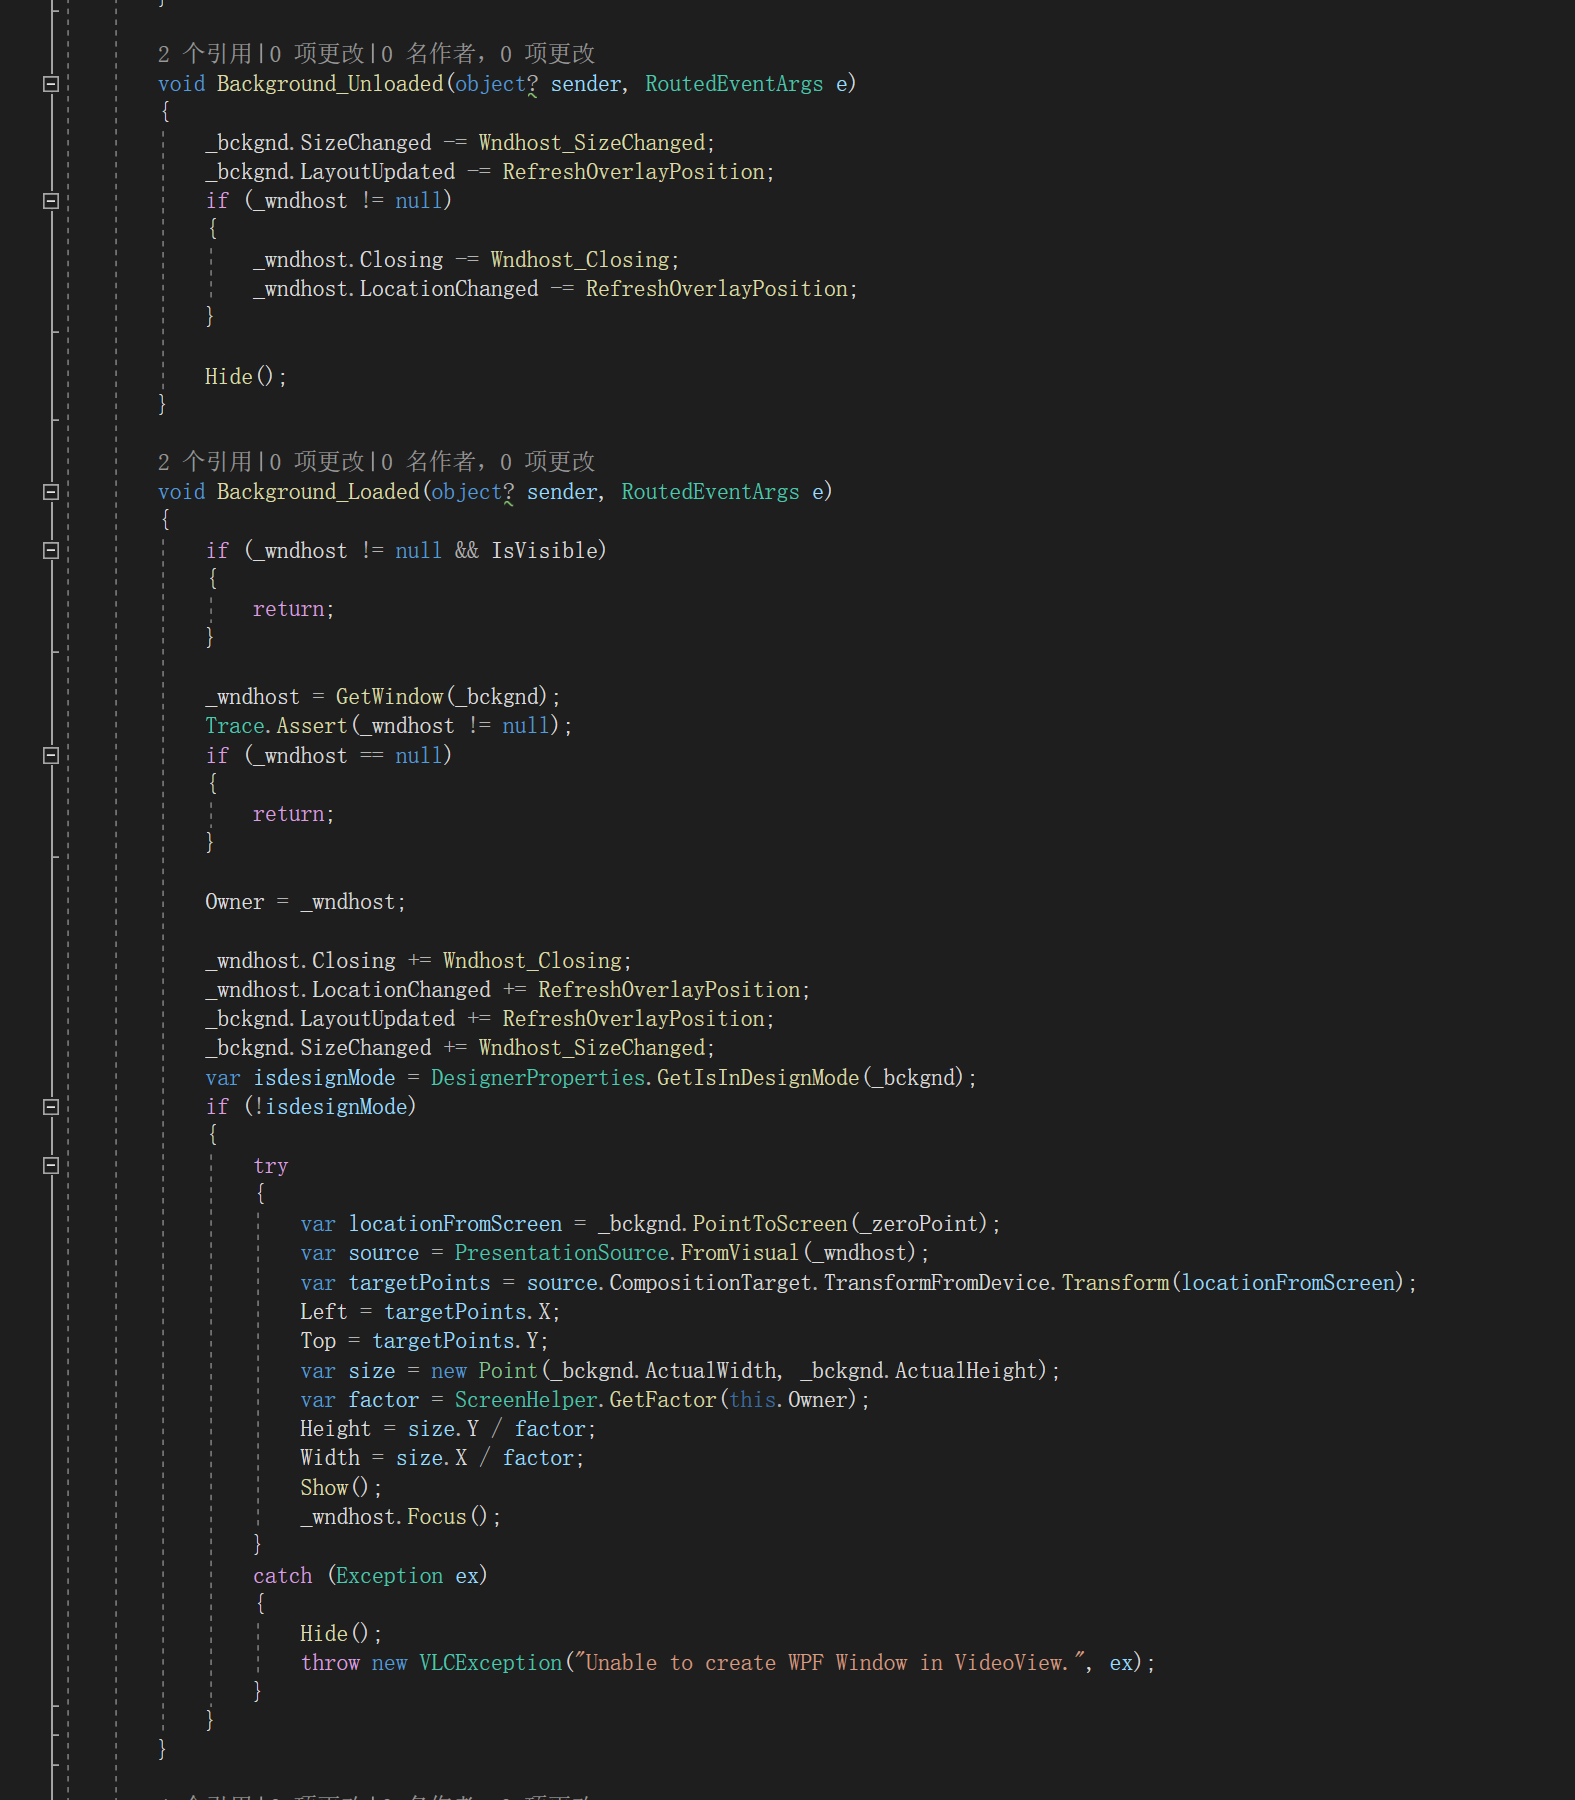 }
2 个引用|0 项更改|0 名作者，0 项更改
void Background_Unloaded(object? sender, RoutedEventArgs e)
{
_bckgnd.SizeChanged -= Wndhost_SizeChanged;
_bckgnd.LayoutUpdated -= RefreshOverlayPosition;
if (_wndhost != null)
{
_wndhost.Closing -= Wndhost_Closing;
_wndhost.LocationChanged -= RefreshOverlayPosition;
}
Hide();
}
2 个引用|0 项更改|0 名作者，0 项更改
void Background_Loaded(object? sender, RoutedEventArgs e)
{
if (_wndhost != null && IsVisible)
{
return;
}
_wndhost = GetWindow(_bckgnd);
Trace.Assert(_wndhost != null);
if (_wndhost == null)
{
return;
}
Owner = _wndhost;
_wndhost.Closing += Wndhost_Closing;
_wndhost.LocationChanged += RefreshOverlayPosition;
_bckgnd.LayoutUpdated += RefreshOverlayPosition;
_bckgnd.SizeChanged += Wndhost_SizeChanged;
var isdesignMode = DesignerProperties.GetIsInDesignMode(_bckgnd);
if (!isdesignMode)
{
try
{
var locationFromScreen = _bckgnd.PointToScreen(_zeroPoint);
var source = PresentationSource.FromVisual(_wndhost);
var targetPoints = source.CompositionTarget.TransformFromDevice.Transform(locationFromScreen);
Left = targetPoints.X;
Top = targetPoints.Y;
var size = new Point(_bckgnd.ActualWidth, _bckgnd.ActualHeight);
var factor = ScreenHelper.GetFactor(this.Owner);
Height = size.Y / factor;
Width = size.X / factor;
Show();
_wndhost.Focus();
}
catch (Exception ex)
{
Hide();
throw new VLCException("Unable to create WPF Window in VideoView.", ex);
}
}
}